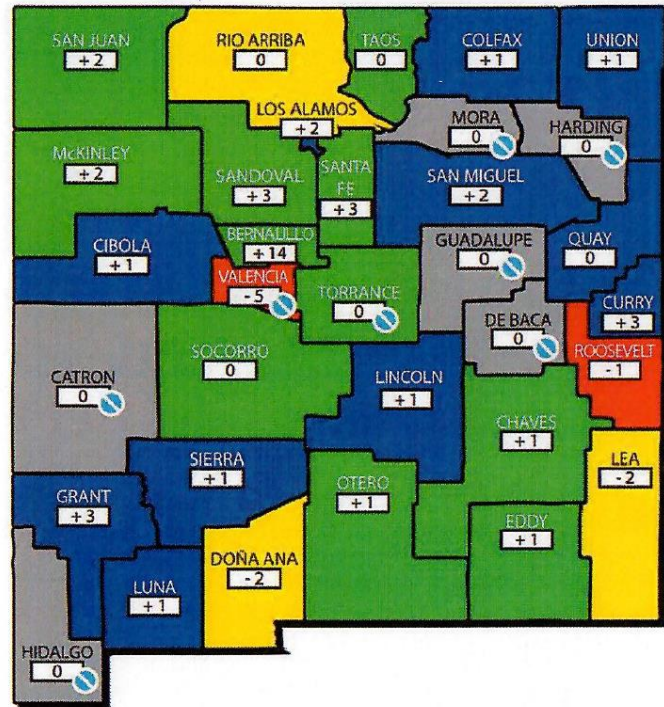 SAN JUAN
+2
RIO ARRIBA
0
TAOS
0
COLFAX
+1
UNION
+1
LOS ALAMOS
+2
MORA
0
HARDING
0
McKINLEY
+2
SANDOVAL
+3
SANTA
FE
+3
SAN MIGUEL
+2
CIBOLA
+1
BERNALILLO
+14
VALENCIA
-5
TORRANCE
0
GUADALUPE
0
QUAY
0
CURRY
+3
DE BACA
0
ROOSEVELT
-1
CATRON
0
SOCORRO
0
LINCOLN
+1
CHAVES
+1
SIERRA
+1
GRANT
+3
OTERO
+1
LEA
-2
EDDY
+1
DOÑA ANA
-2
LUNA
+1
HIDALGO
0